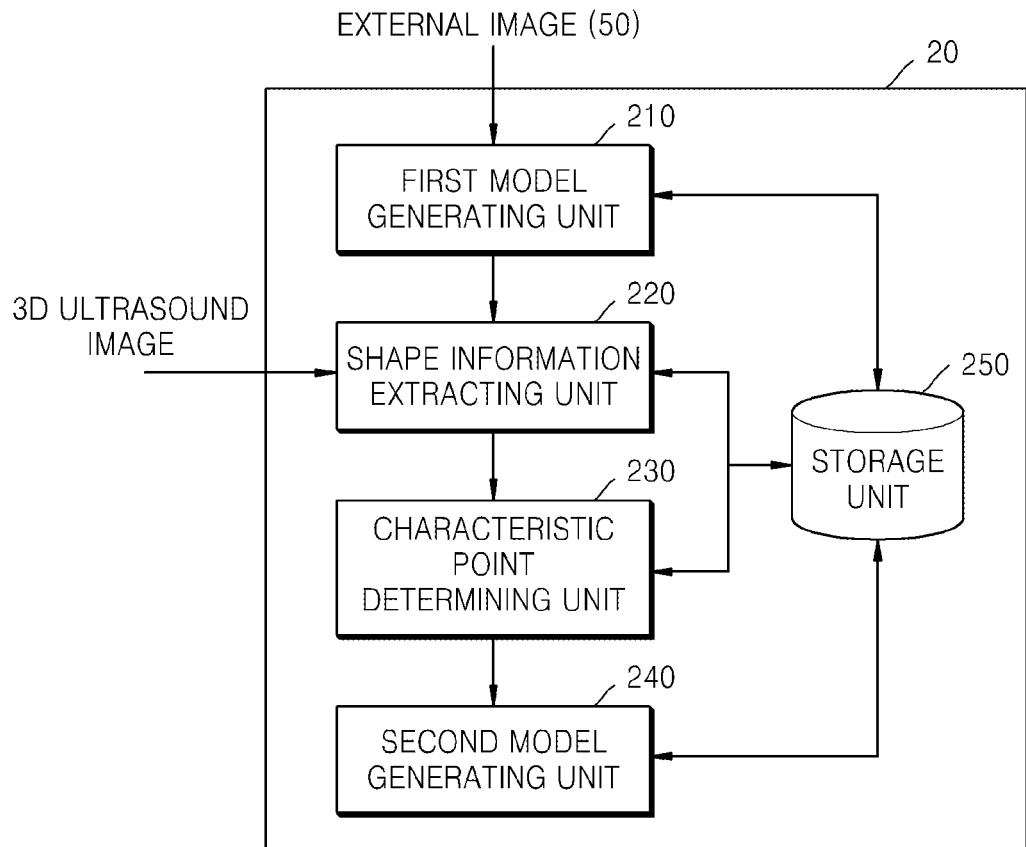 EXTERNAL IMAGE (50)
20
210
FIRST MODEL
GENERATING UNIT
3D ULTRASOUND
IMAGE
220
SHAPE INFORMATION
EXTRACTING UNIT
250
STORAGE
UNIT
230
CHARACTERISTIC
POINT
DETERMINING UNIT
240
SECOND MODEL
GENERATING UNIT